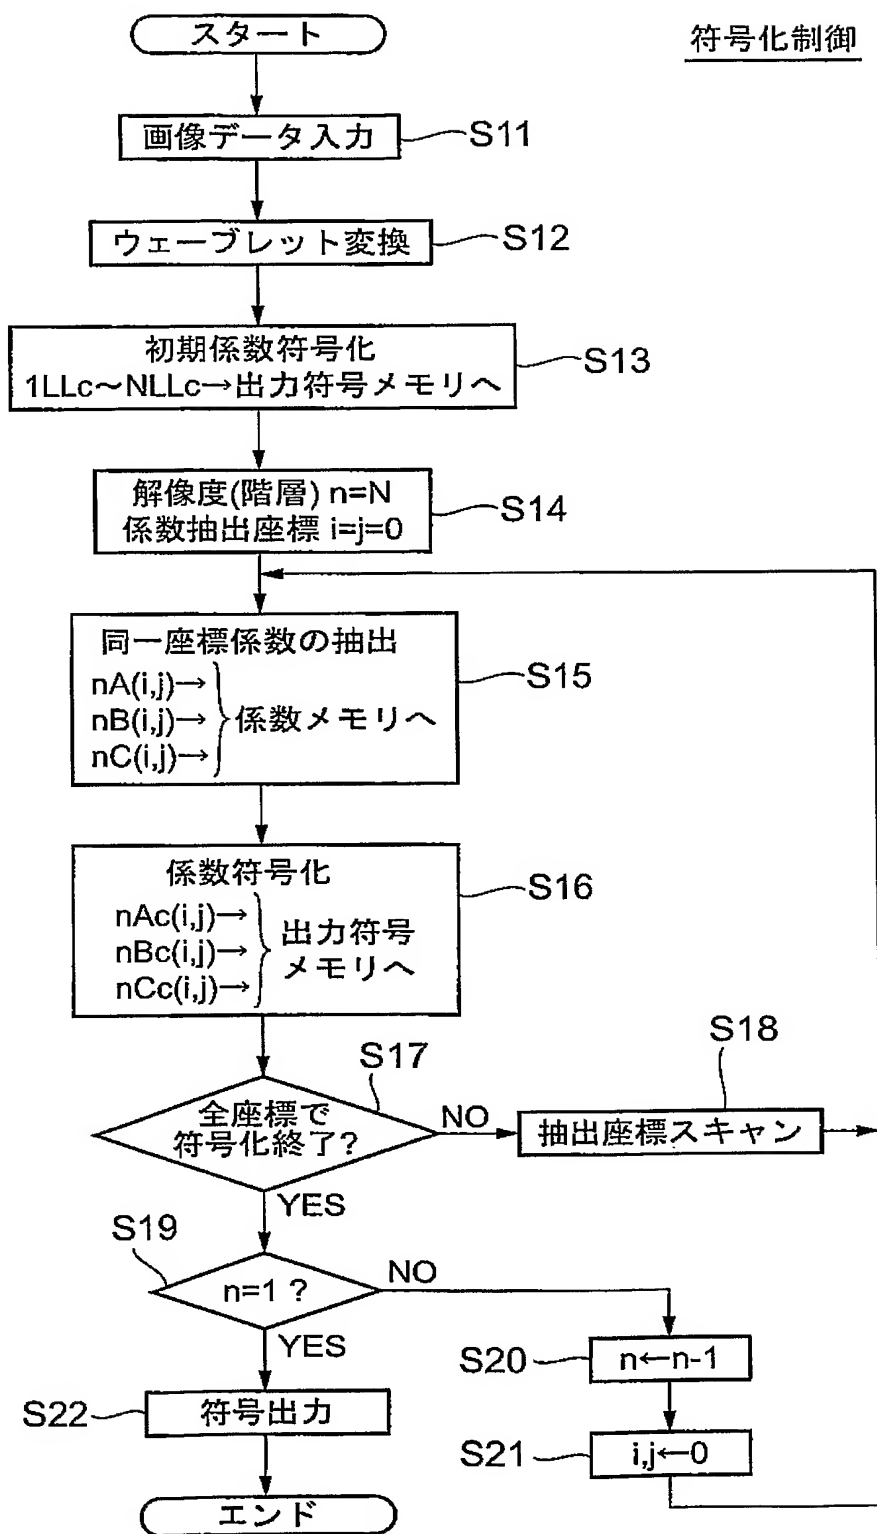 符号化制御
スタート
画像データ入力
S11
ウェーブレット変換
S12
初期係数符号化
1LLc~NLLc→出力符号メモリへ
S13
解像度(階層) n=N
係数抽出座標 i=j=0
S14
同一座標係数の抽出
nA(i,j)→
nB(i,j)→
nC(i,j)→
係数メモリへ
S15
係数符号化
nAc(i,j)→
nBc(i,j)→
nCc(i,j)→
出力符号
メモリへ
S16
S17
全座標で
符号化終了?
NO
S18
抽出座標スキャン
YES
S19
n=1 ?
NO
YES
S20
n←n-1
S21
i,j←0
S22
符号出力
エンド